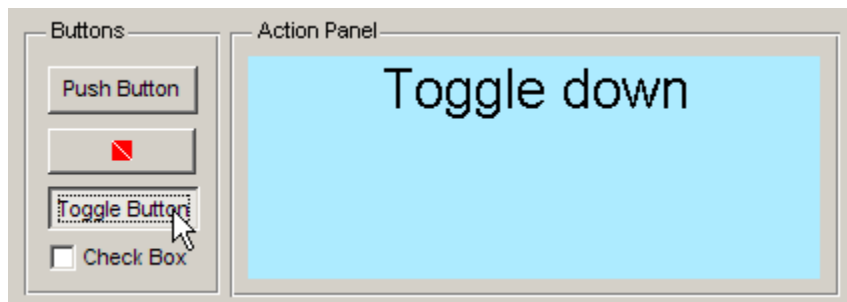 Buttons
Push Button
Toggle Button
Check Box
Action Panel
Toggle down